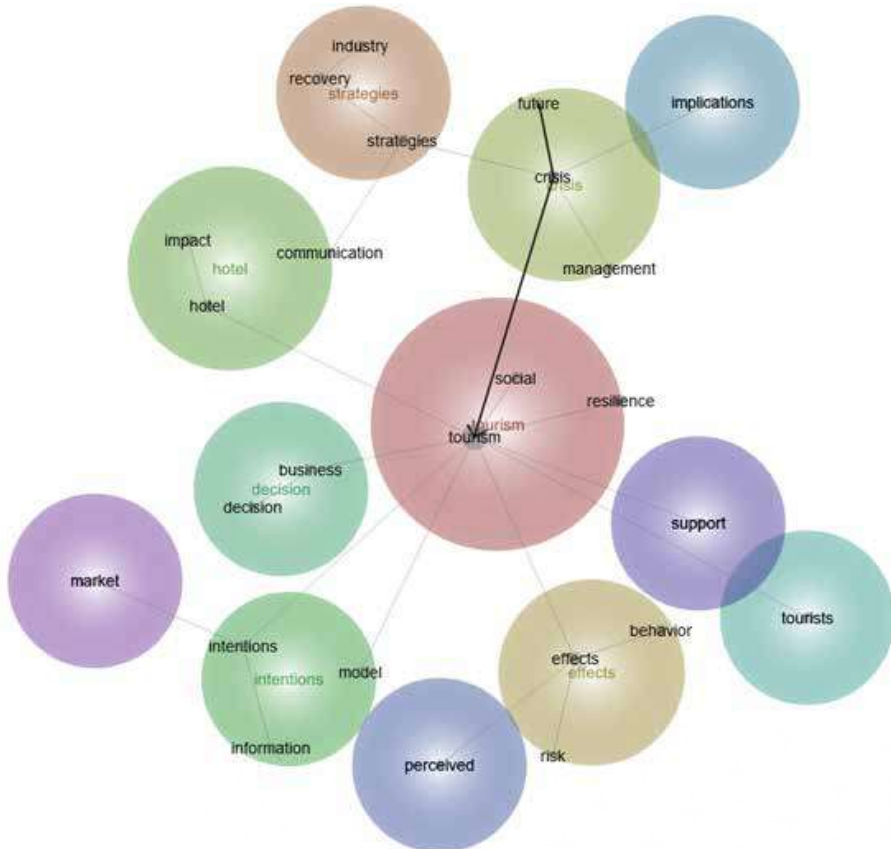 industry
recovery
strategies
strategies
future
implications
crisis
crisis
management
impact
communication
hotel
hotel
social
resilience
tourism
tourism
business
decision
decision
support
market
tourists
behavior
intentions
effects
model
intentions
effects
information
risk
perceived